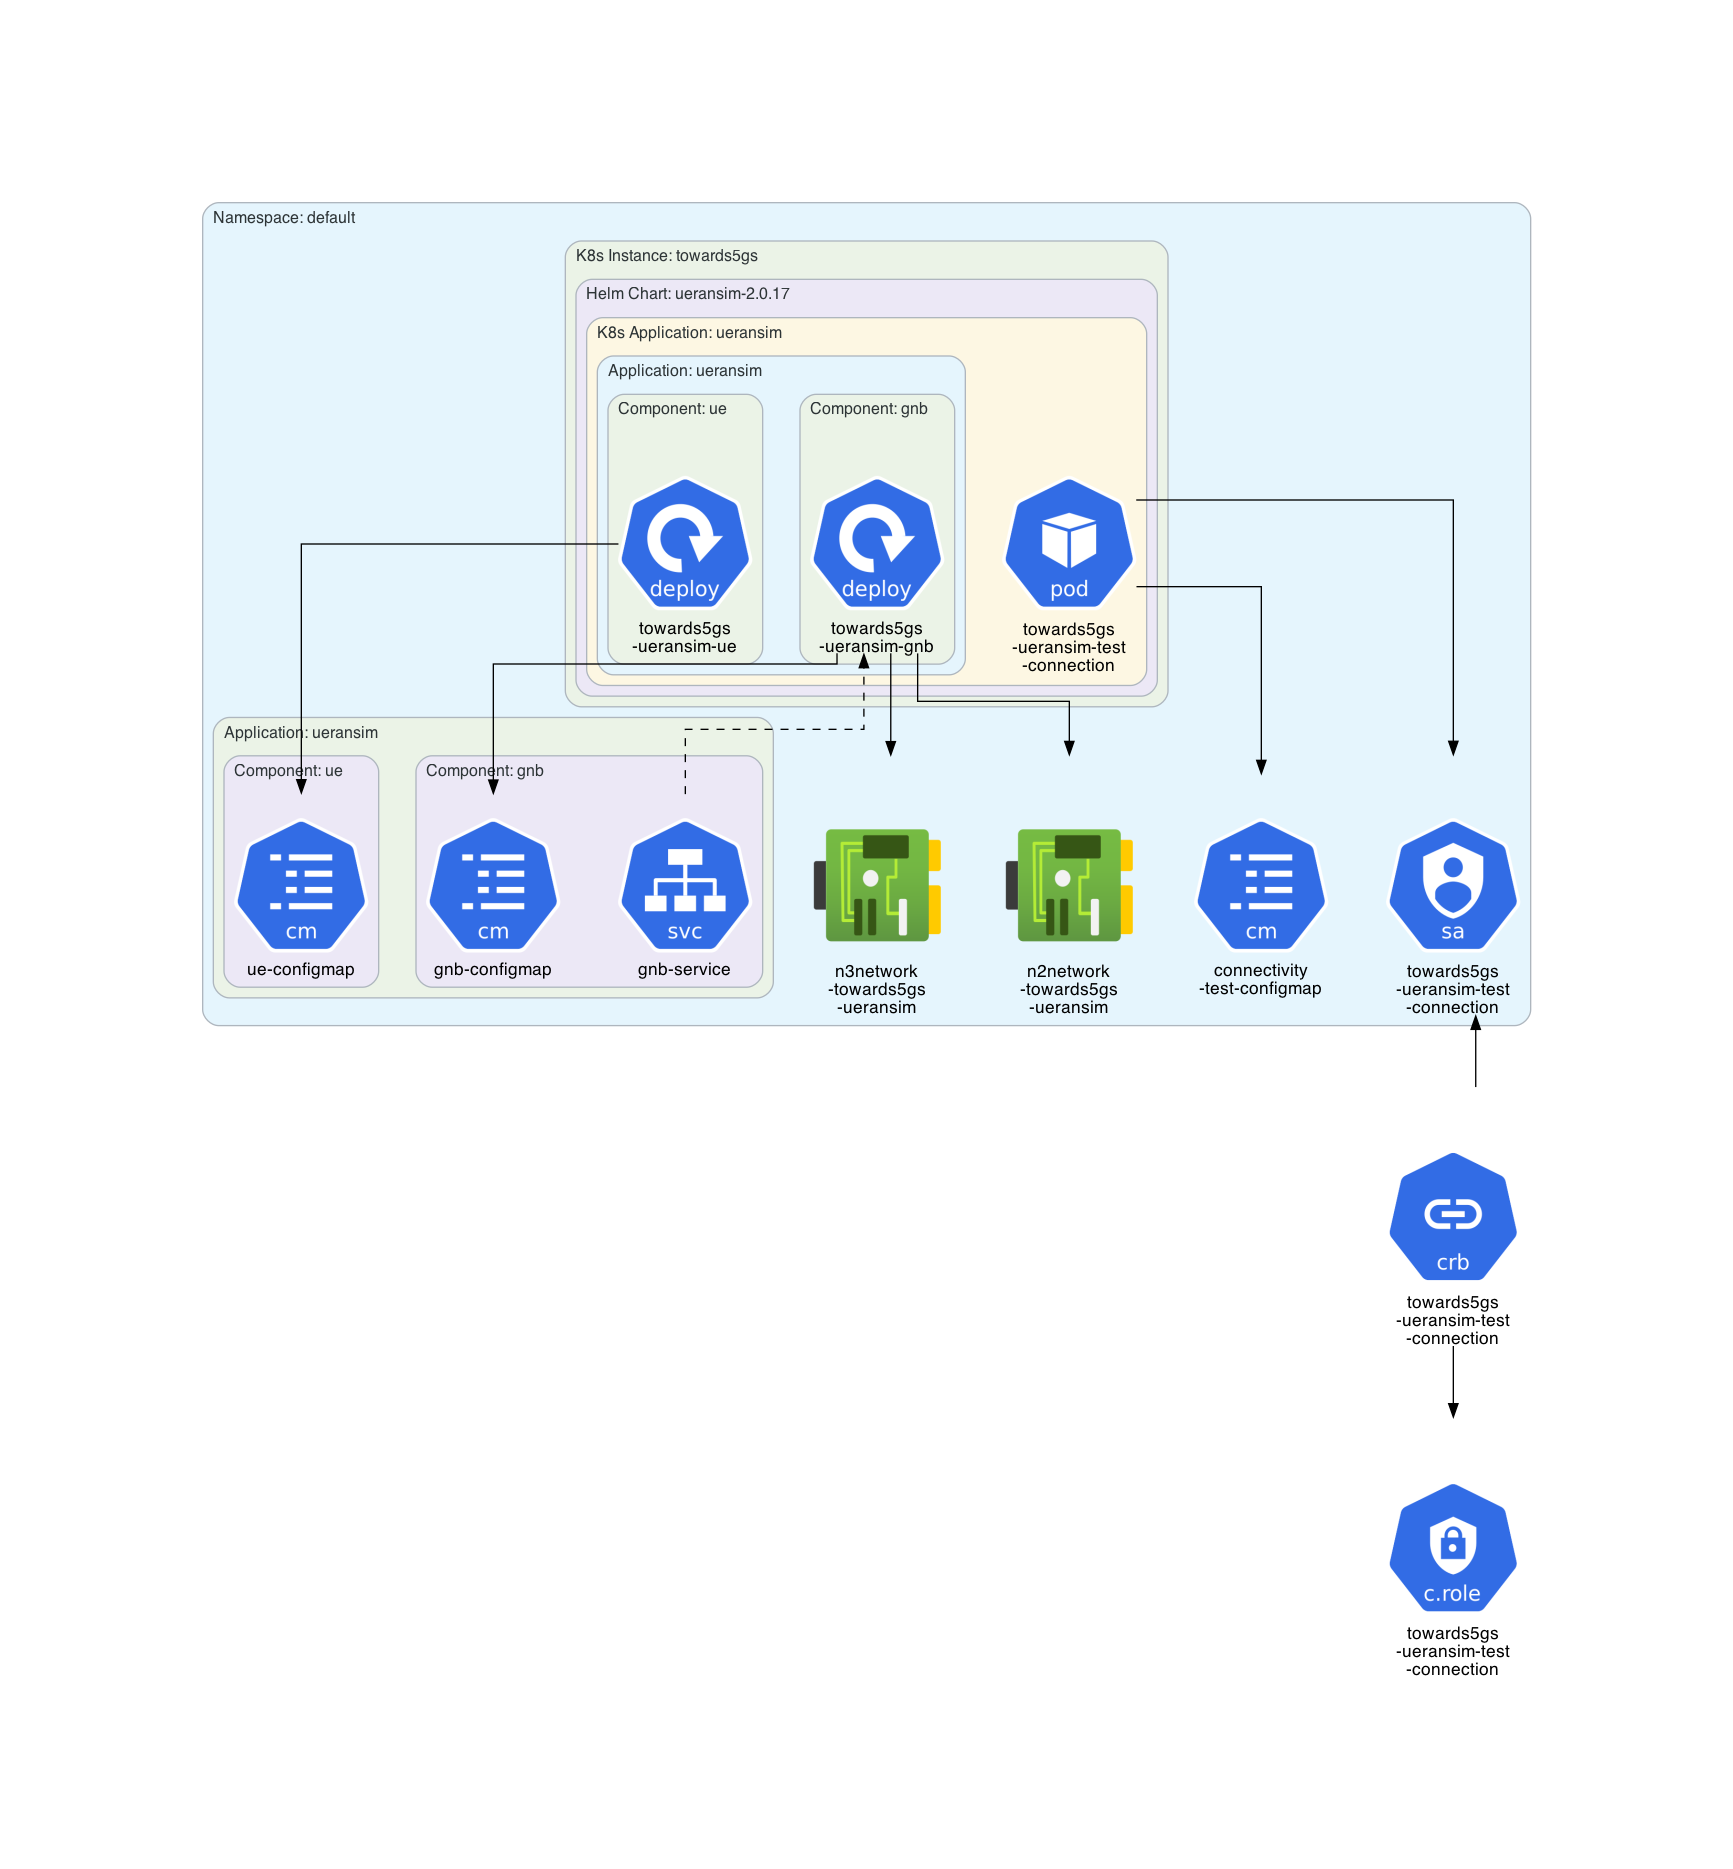 Namespace: default
K8s Instance: towards5gs
Helm Chart: ueransim-2.0.17
K8s Application: ueransim
Application: ueransim
Component: ue
Component: gnb
deploy
towards5gs
-ueransim-ue
deploy
towards5gs
-ueransim-gnb
pod
towards5gs
-ueransim-test
-connection
Application: ueransim
Component: ue
Component: gnb
cm
ue-configmap
cm
gnb-configmap
svc
gnb-service
n3network
-towards5gs
-ueransim
n2network
-towards5gs
-ueransim
cm
connectivity
-test-configmap
sa
towards5gs
-ueransim-test
-connection
crb
towards5gs
-ueransim-test
-connection
c.role
towards5gs
-ueransim-test
-connection